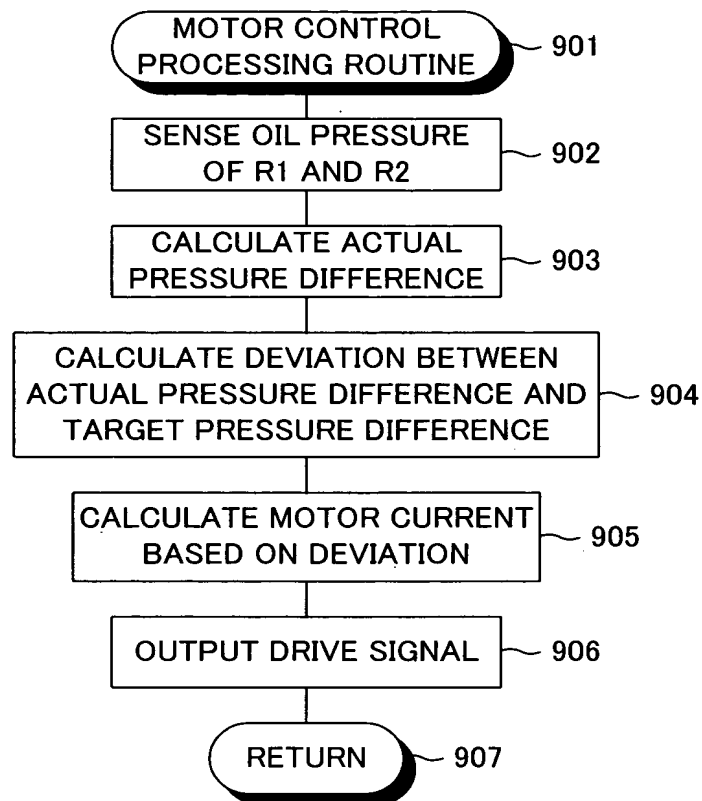 MOTOR CONTROL
PROCESSING ROUTINE
901
SENSE OIL PRESSURE
OF R1 AND R2
902
CALCULATE ACTUAL
PRESSURE DIFFERENCE
903
CALCULATE DEVIATION BETWEEN
ACTUAL PRESSURE DIFFERENCE AND
TARGET PRESSURE DIFFERENCE
904
CALCULATE MOTOR CURRENT
BASED ON DEVIATION
905
OUTPUT DRIVE SIGNAL
906
RETURN
907